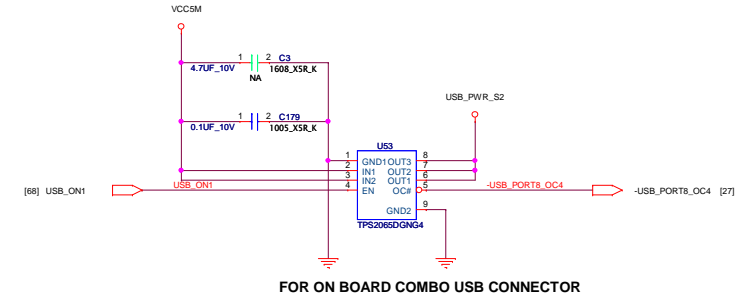 VCC5M
1 2 C3
4.7UF_10V 1608_X5R_K
NA
USB_PWR_S2
1 2 C179
0.1UF_10V 1005_X5R_K
U53
1 GND1 OUT3 8
2 IN1 OUT2 7
3 IN2 OUT1 6
[68] USB_ON1 USB_ON1 4 EN OC# 5 -USB_PORT8_OC4 -USB_PORT8_OC4 [27]
GND2 9
TPS2065DGNG4
FOR ON BOARD COMBO USB CONNECTOR